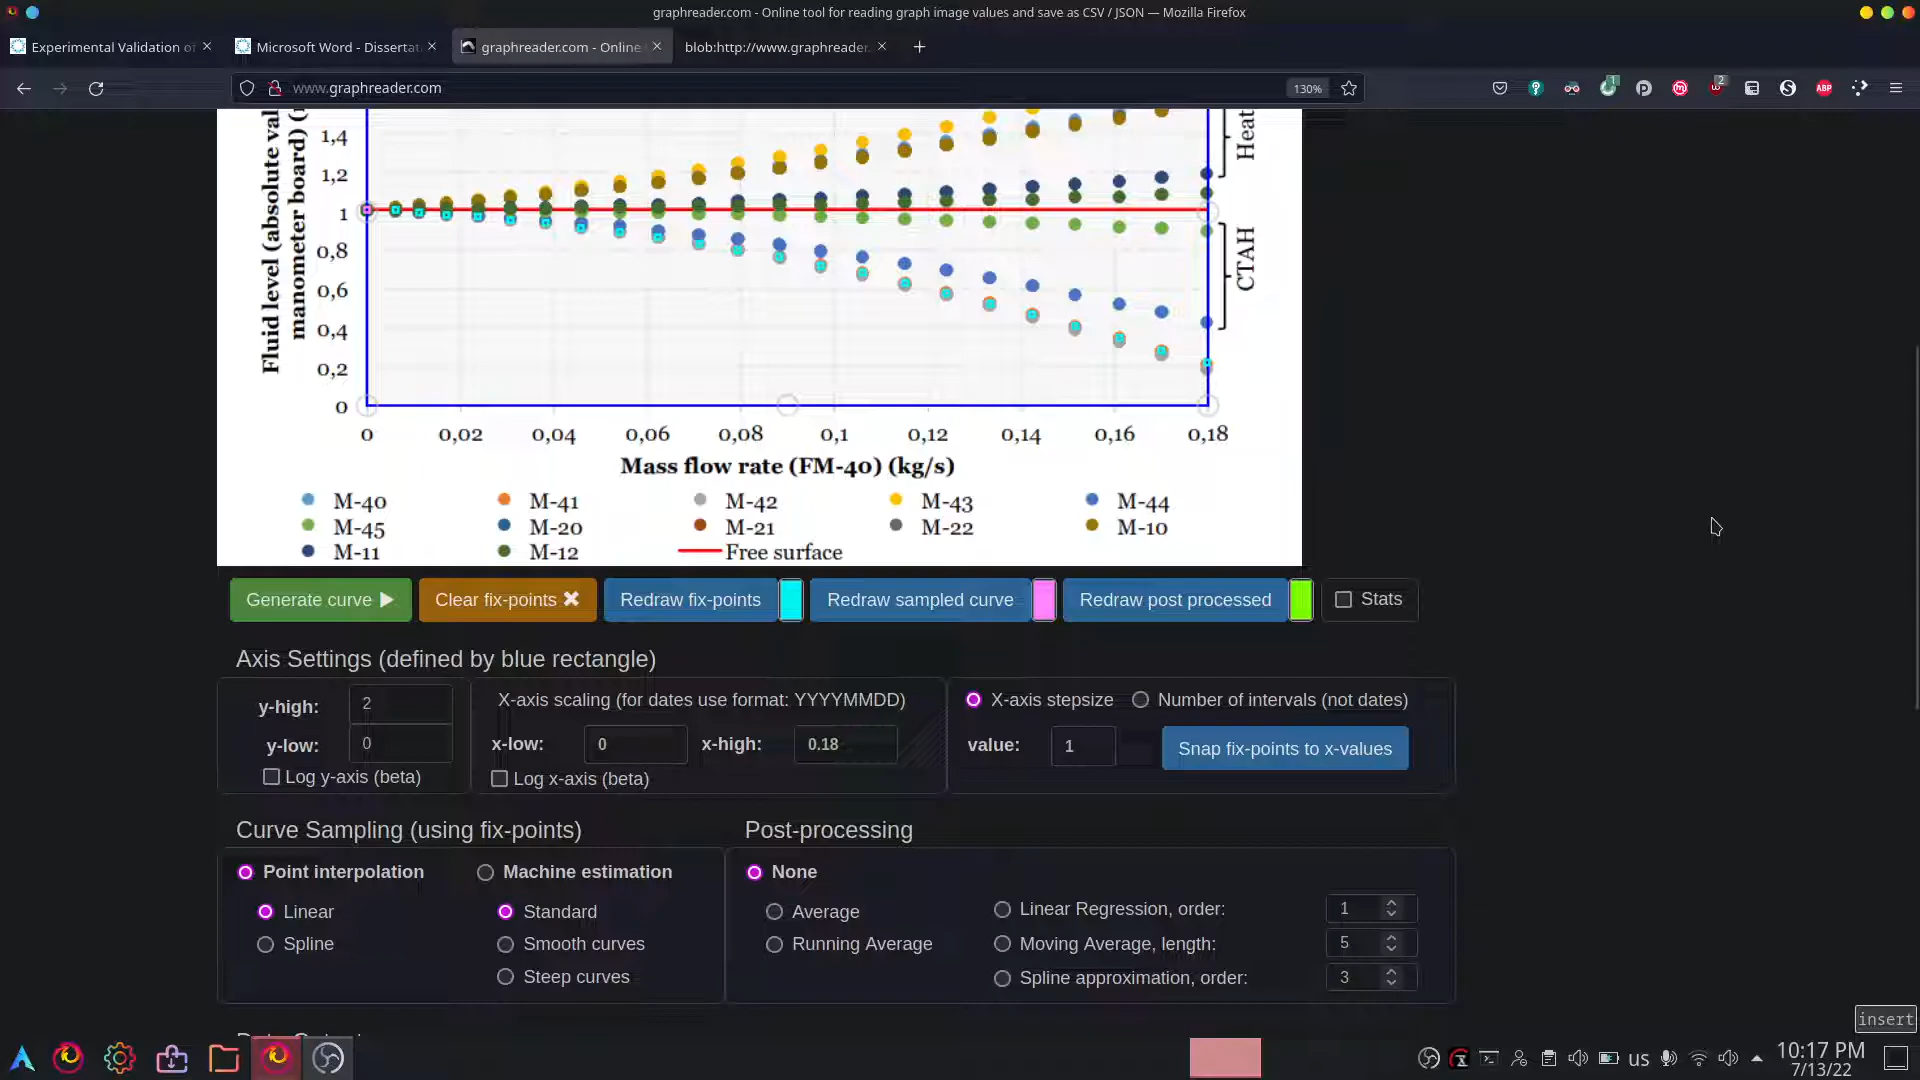 graphreader.com - Online tool for reading graph image values and save as CSV / JSON — Mozilla Firefox
Experimental Validation of
Microsoft Word - Dissertat
graphreader.com - Online
blob:http://www.graphreader.
www.graphreader.com
130%
1
2
ABP
Fluid level (absolute val
manometer board) (
1,4
1,2
1
0,8
0,6
0,4
0,2
0
Heat
CTAH
0 0,02 0,04 0,06 0,08 0,1 0,12 0,14 0,16 0,18
Mass flow rate (FM-40) (kg/s)
M-40 M-41 M-42 M-43 M-44
M-45 M-20 M-21 M-22 M-10
M-11 M-12 Free surface
Generate curve Clear fix-points Redraw fix-points Redraw sampled curve Redraw post processed Stats
Axis Settings (defined by blue rectangle)
y-high: 2
y-low: 0
Log y-axis (beta)
X-axis scaling (for dates use format: YYYYMMDD)
x-low: 0 x-high: 0.18
Log x-axis (beta)
X-axis stepsize Number of intervals (not dates)
value: 1 Snap fix-points to x-values
Curve Sampling (using fix-points)
Point interpolation Machine estimation
Linear Standard
Spline Smooth curves
Steep curves
Post-processing
None
Average Linear Regression, order: 1
Running Average Moving Average, length: 5
Spline approximation, order: 3
insert
us
10:17 PM
7/13/22